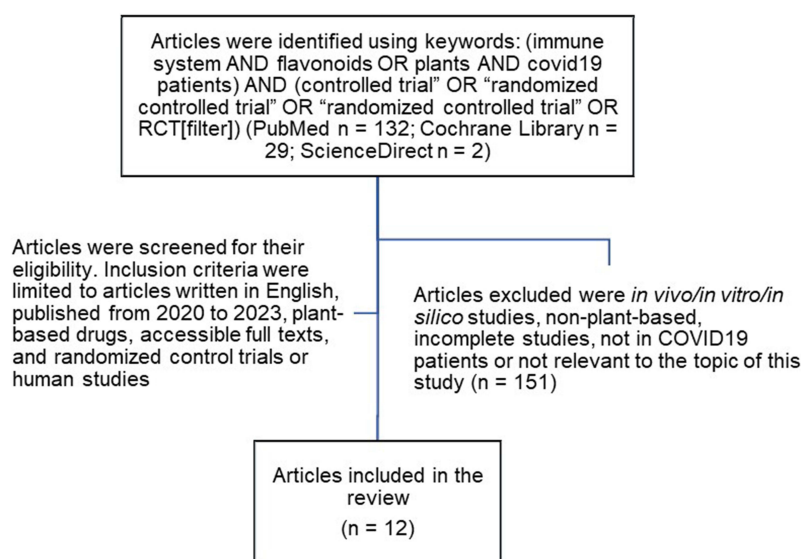 Articles were identified using keywords: (immune
system AND flavonoids OR plants AND covid19
patients) AND (controlled trial” OR “randomized
controlled trial” OR “randomized controlled trial” OR
RCT[filter]) (PubMed n = 132; Cochrane Library n =
29; ScienceDirect n = 2)
Articles were screened for their
eligibility. Inclusion criteria were
limited to articles written in English,
published from 2020 to 2023, plant-
based drugs, accessible full texts,
and randomized control trials or
human studies
Articles excluded were in vivo/in vitro/in
silico studies, non-plant-based,
incomplete studies, not in COVID19
patients or not relevant to the topic of this
study (n = 151)
Articles included in the
review
(n = 12)